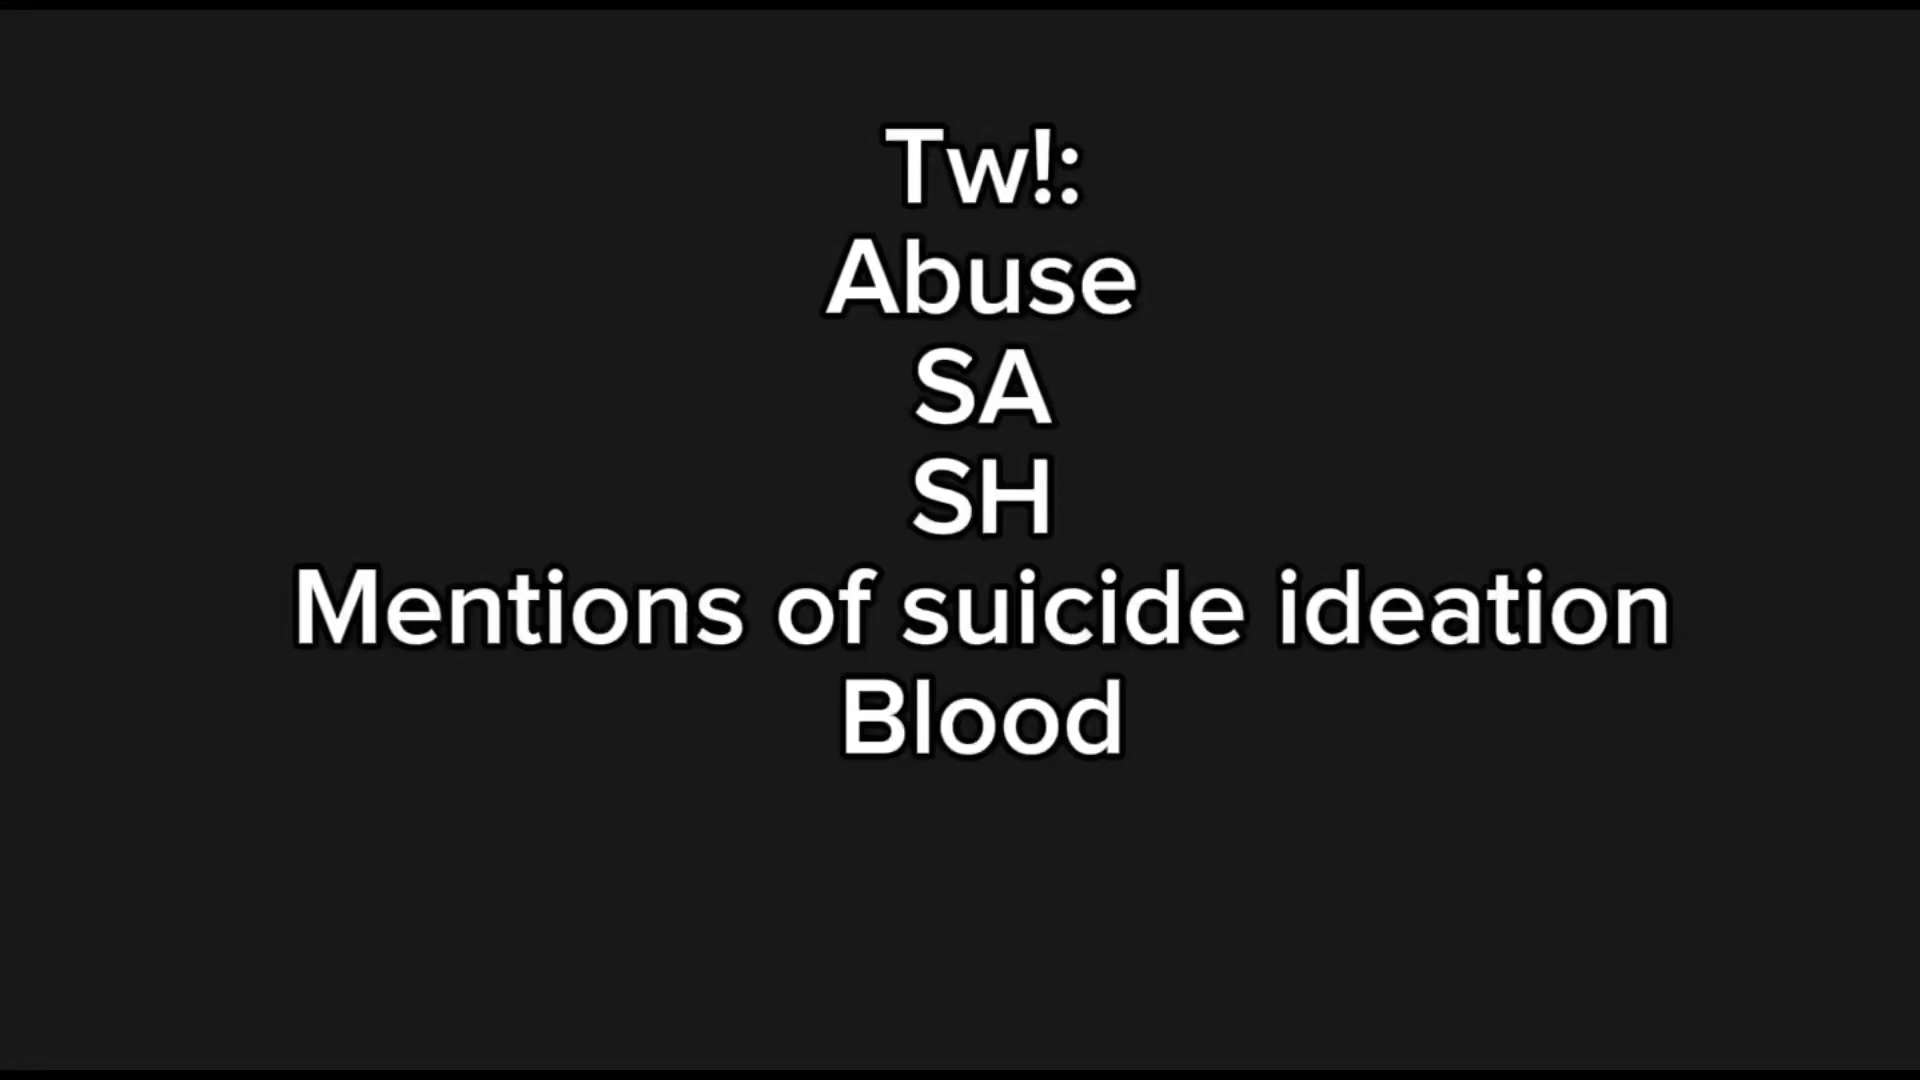 Tw!:
Abuse
SA
SH
Mentions of suicide ideation
Blood